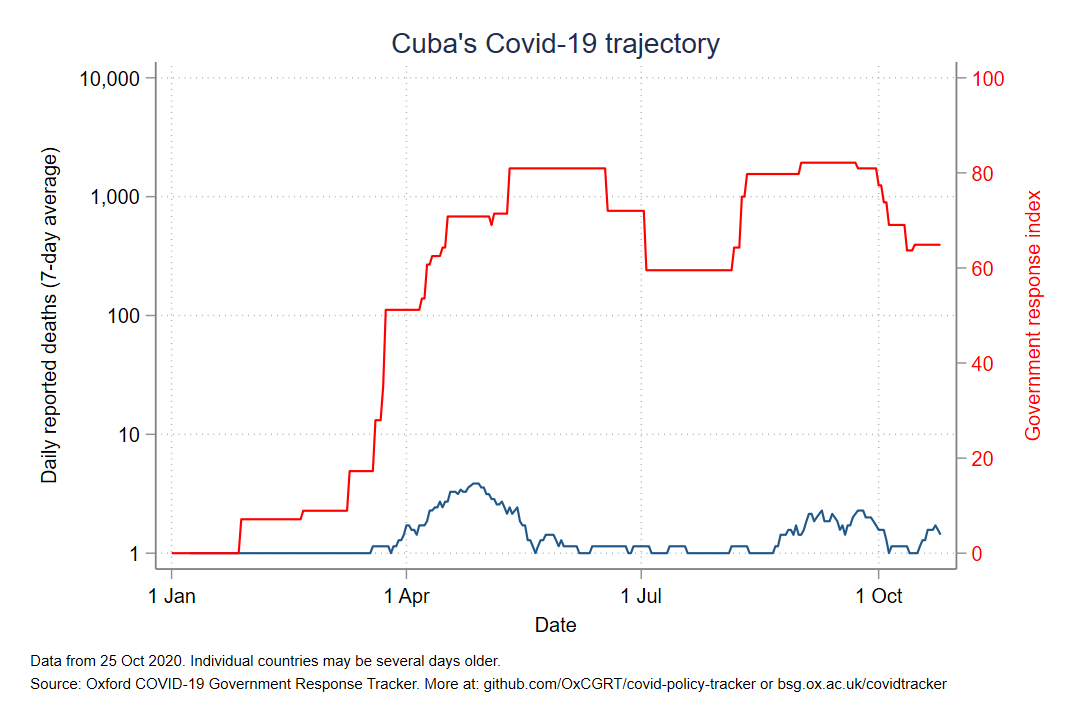 Cuba's Covid-19 trajectory
10,000
1,000
100
10
1
Daily reported deaths (7-day average)
100
80
60
40
20
0
Government response index
1 Jan
1 Apr
1 Jul
1 Oct
Date
Data from 25 Oct 2020. Individual countries may be several days older.
Source: Oxford COVID-19 Government Response Tracker. More at: github.com/OxCGRT/covid-policy-tracker or bsg.ox.ac.uk/covidtracker